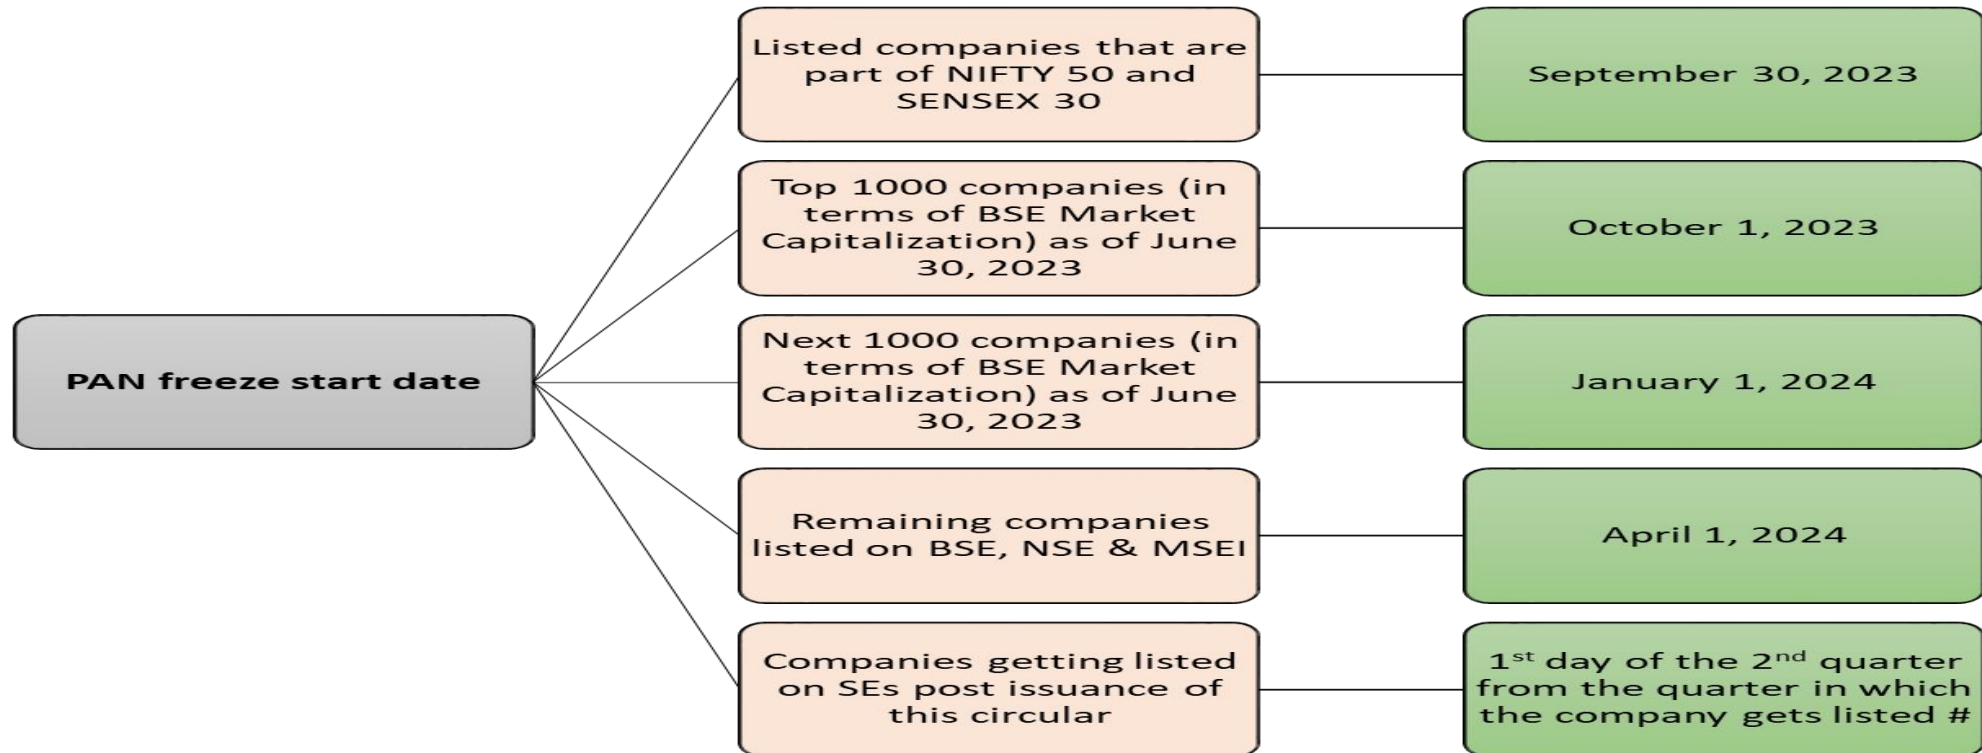 PAN freeze start date
Listed companies that are
part of NIFTY 50 and
SENSEX 30
September 30, 2023
Top 1000 companies (in
terms of BSE Market
Capitalization) as of June
30, 2023
October 1, 2023
Next 1000 companies (in
terms of BSE Market
Capitalization) as of June
30, 2023
January 1, 2024
Remaining companies
listed on BSE, NSE & MSEI
April 1, 2024
Companies getting listed
on SEs post issuance of
this circular
1st day of the 2nd quarter
from the quarter in which
the company gets listed #